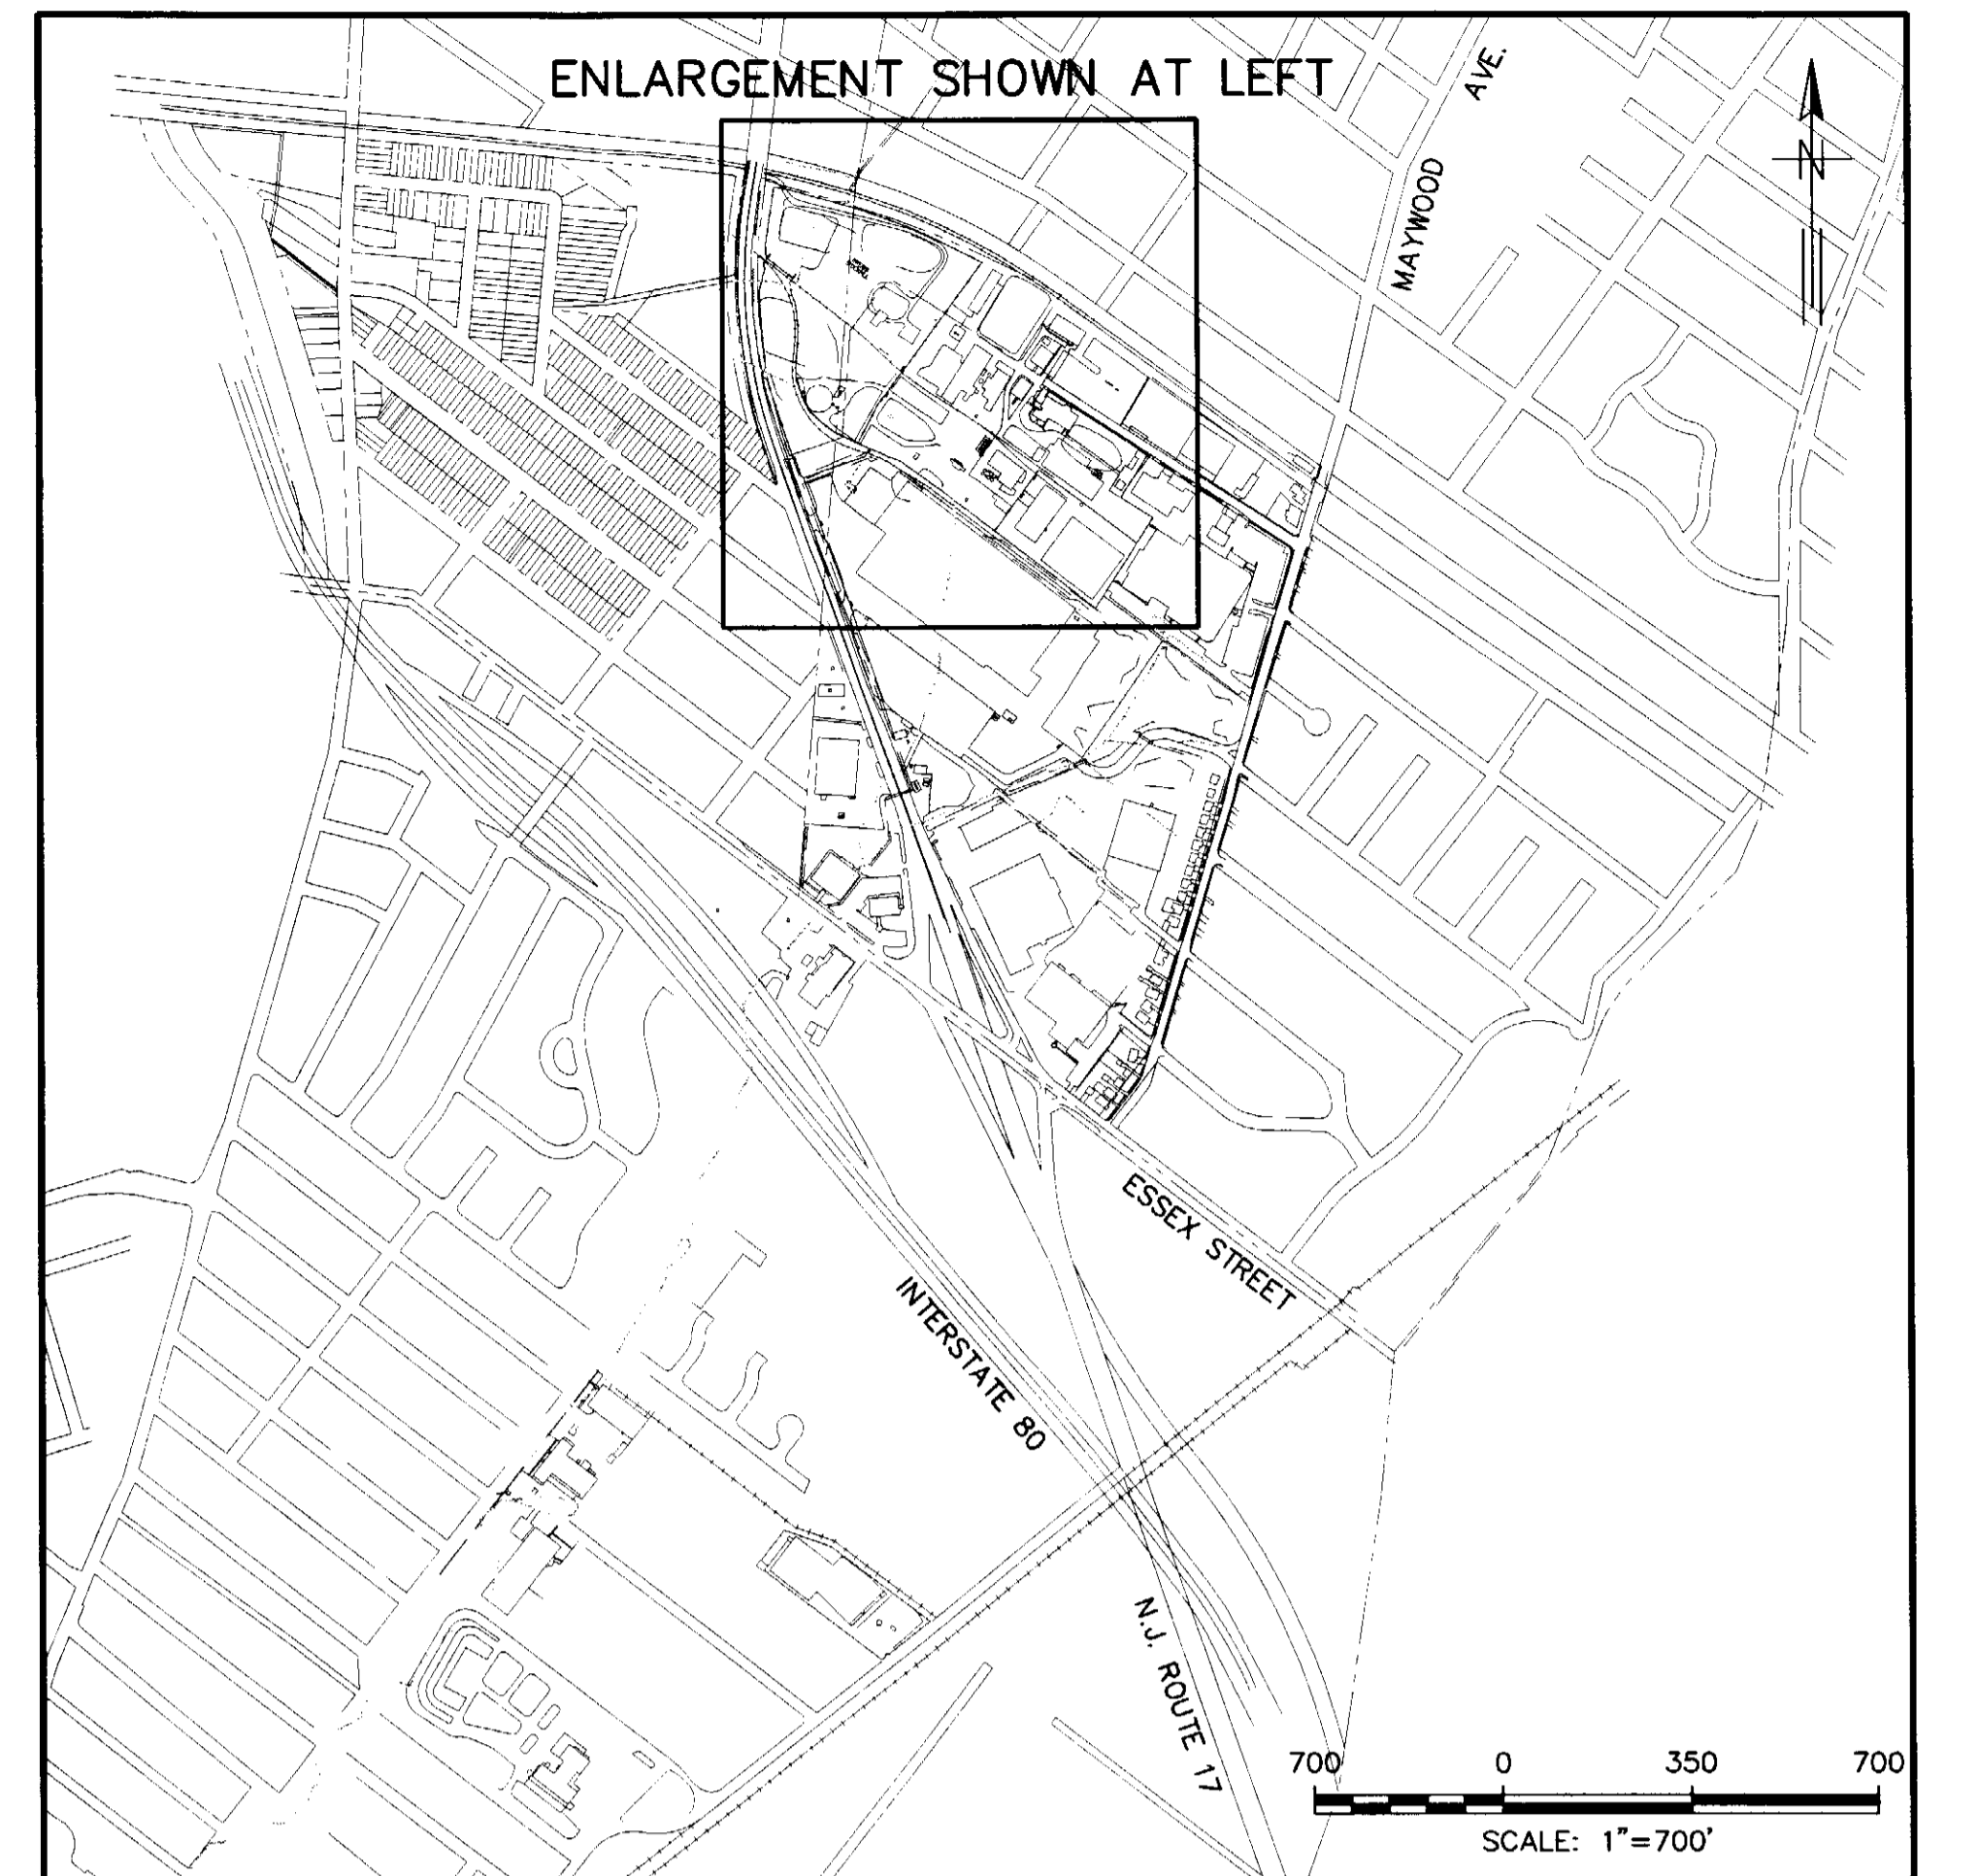 ENLARGEMENT SHOWN AT LEFT
MAYWOOD AVE.
N
ESSEX STREET
INTERSTATE 80
N.J. ROUTE 17
700 0 350 700
SCALE: 1"=700'